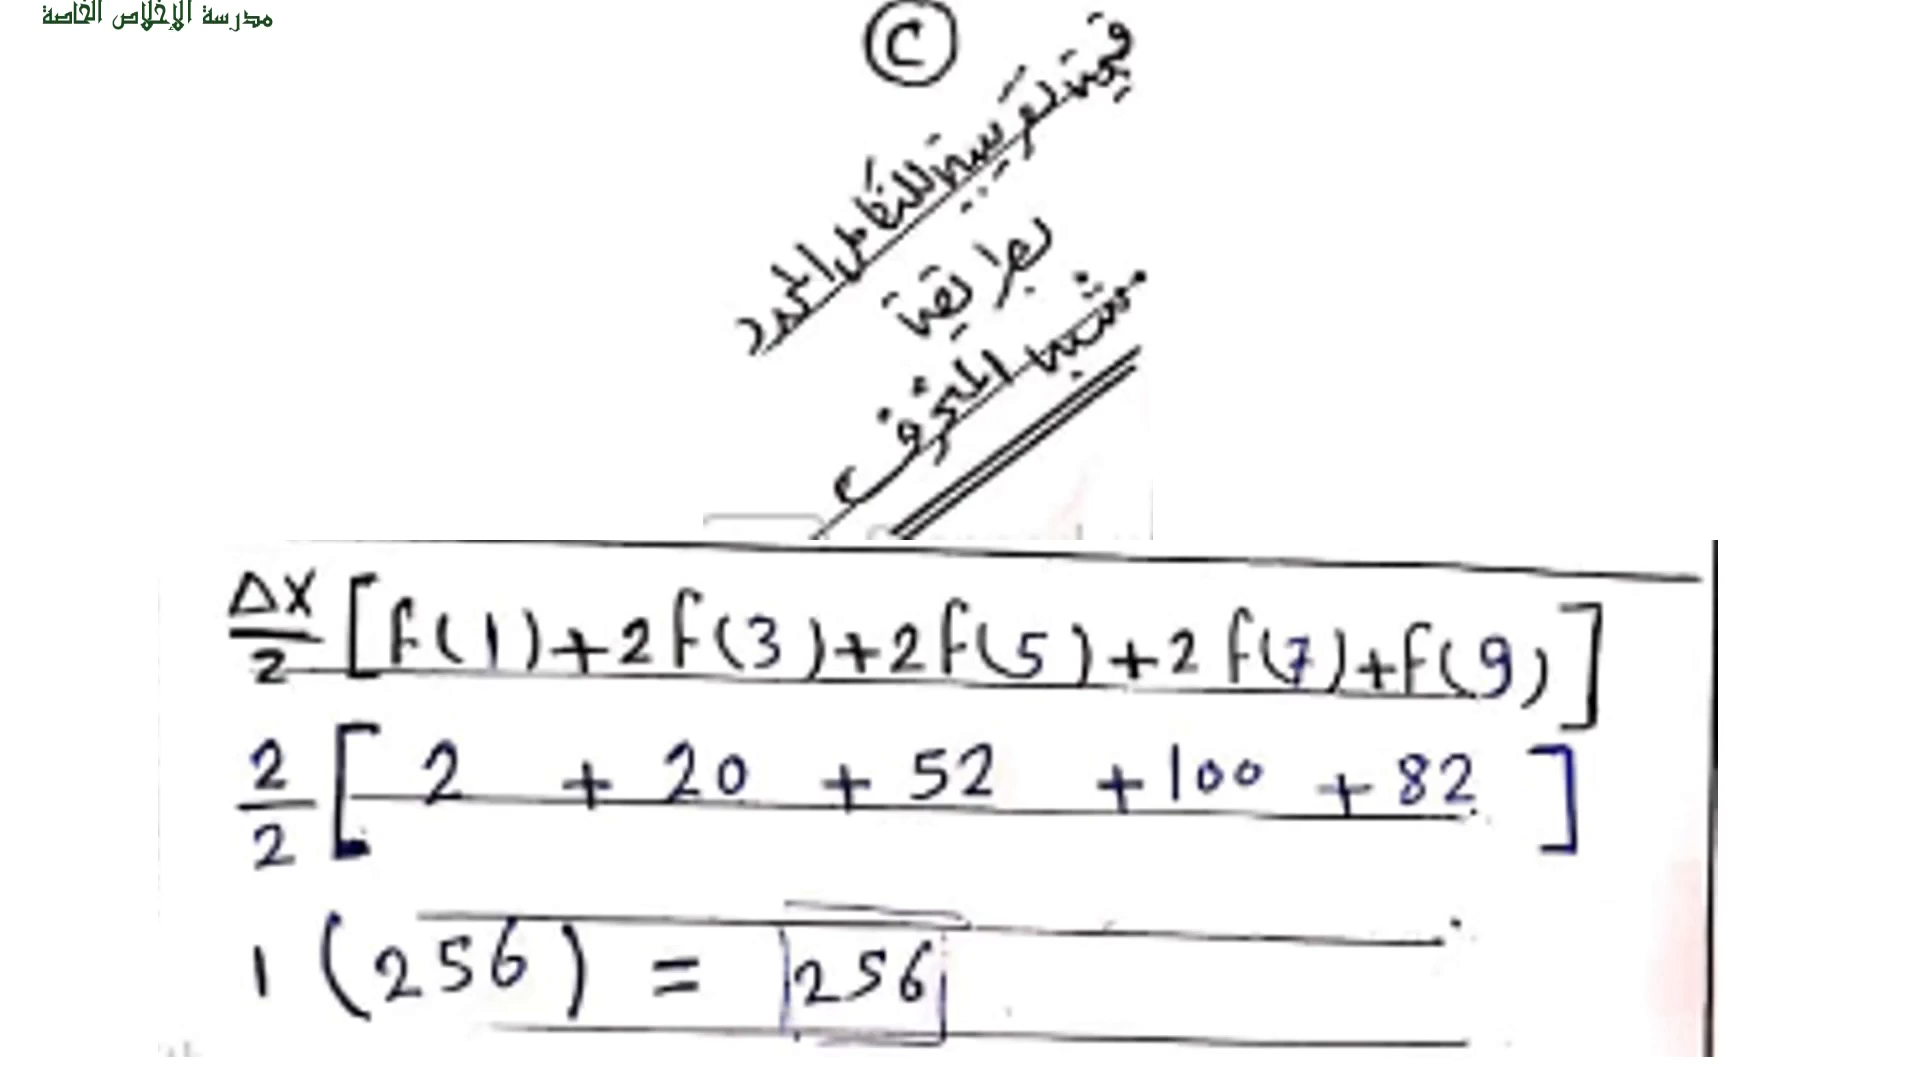 مدرسة الإخلاص الخاصة
C
قيمة تقريبية للتكامل المحدد
بطريقة
شبه المنحرف
ΔX/2 [f(1)+2f(3)+2f(5)+2f(7)+f(9)]
2/2 [2 + 20 + 52 + 100 + 82]
1 (256) = 256